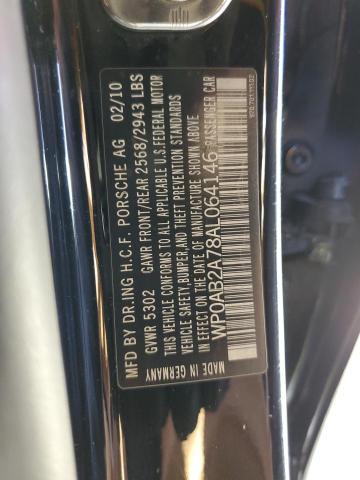 MFD BY DR.ING H.C.F. PORSCHE AG 02/10
GVWR 5302 GAWR FRONT/REAR 2568/2943 LBS
THIS VEHICLE CONFORMS TO ALL APPLICABLE U.S.FEDERAL MOTOR
VEHICLE SAFETY,BUMPER,AND THEFT PREVENTION STANDARDS
IN EFFECT ON THE DATE OF MANUFACTURE SHOWN ABOVE
WP0AB2A78AL064146 PASSENGER CAR
MADE IN GERMANY